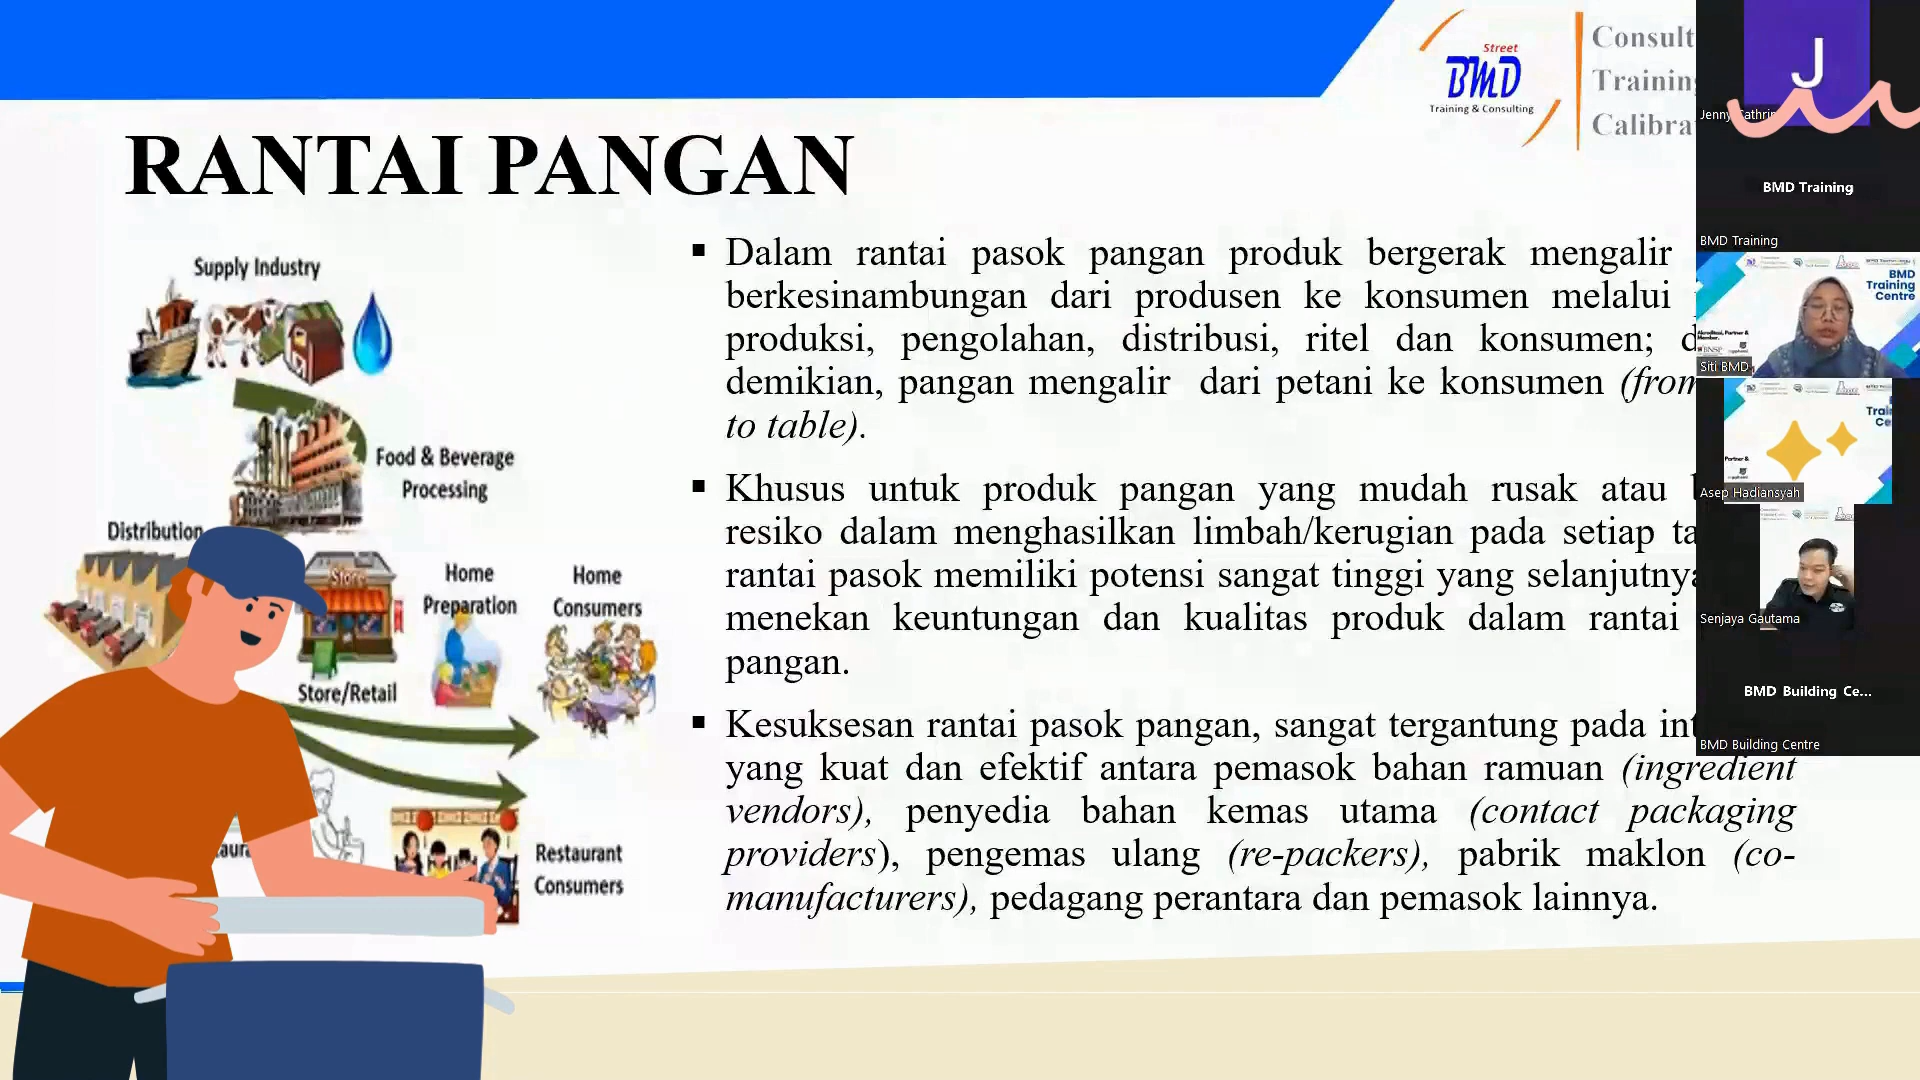 Street
BMD
Training & Consulting
Consult
Training
Calibra
RANTAI PANGAN
Supply Industry
Food & Beverage
Processing
Distribution
Store
Store/Retail
Home
Preparation
Home
Consumers
Restaurant
Consumers
▪ Dalam rantai pasok pangan produk bergerak mengalir
berkesinambungan dari produsen ke konsumen melalui
produksi, pengolahan, distribusi, ritel dan konsumen;
demikian, pangan mengalir dari petani ke konsumen (from
to table).
▪ Khusus untuk produk pangan yang mudah rusak atau
resiko dalam menghasilkan limbah/kerugian pada setiap
rantai pasok memiliki potensi sangat tinggi yang selanjutnya
menekan keuntungan dan kualitas produk dalam rantai
pangan.
▪ Kesuksesan rantai pasok pangan, sangat tergantung pada
yang kuat dan efektif antara pemasok bahan ramuan (ingredient
vendors), penyedia bahan kemas utama (contact packaging
providers), pengemas ulang (re-packers), pabrik maklon (co-
manufacturers), pedagang perantara dan pemasok lainnya.
J
Jenny
BMD Training
BMD Training
BMD
Training
Centre
Siti BMD
Asep Hadiansyah
Senjaya Gautama
BMD Building Ce...
BMD Building Centre